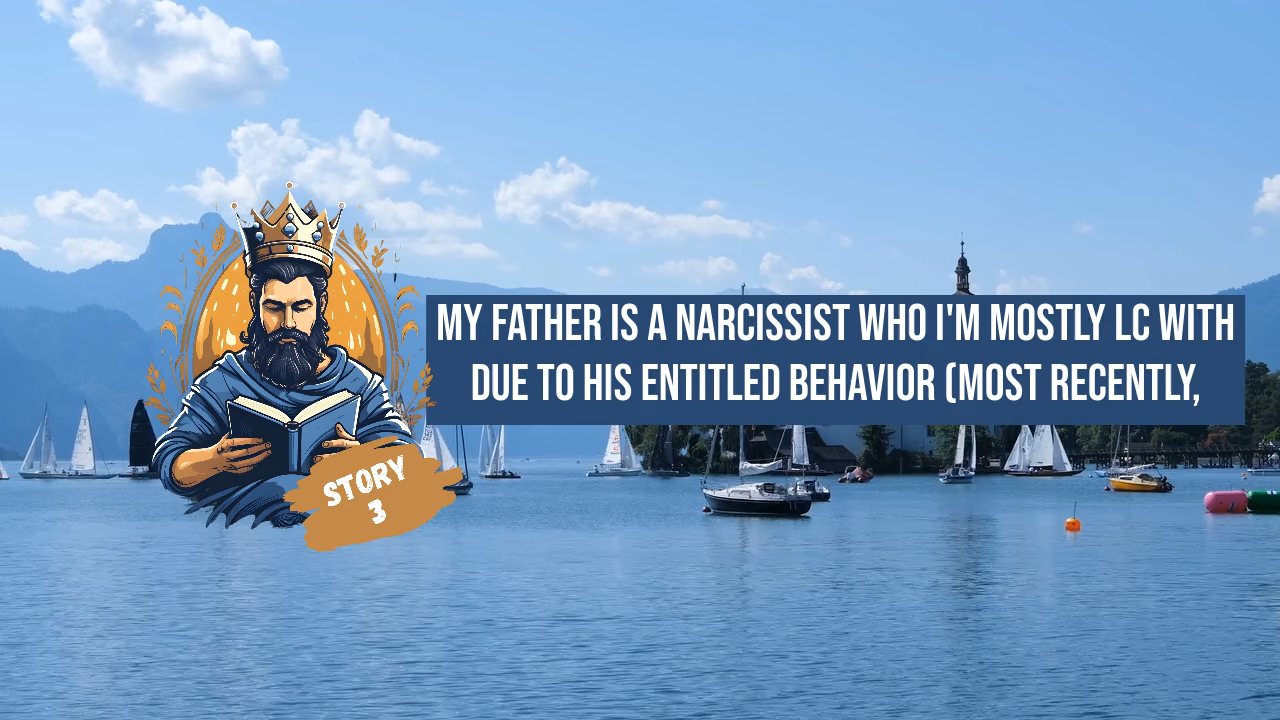 MY FATHER IS A NARCISSIST WHO I'M MOSTLY LC WITH
DUE TO HIS ENTITLED BEHAVIOR (MOST RECENTLY,
STORY
3